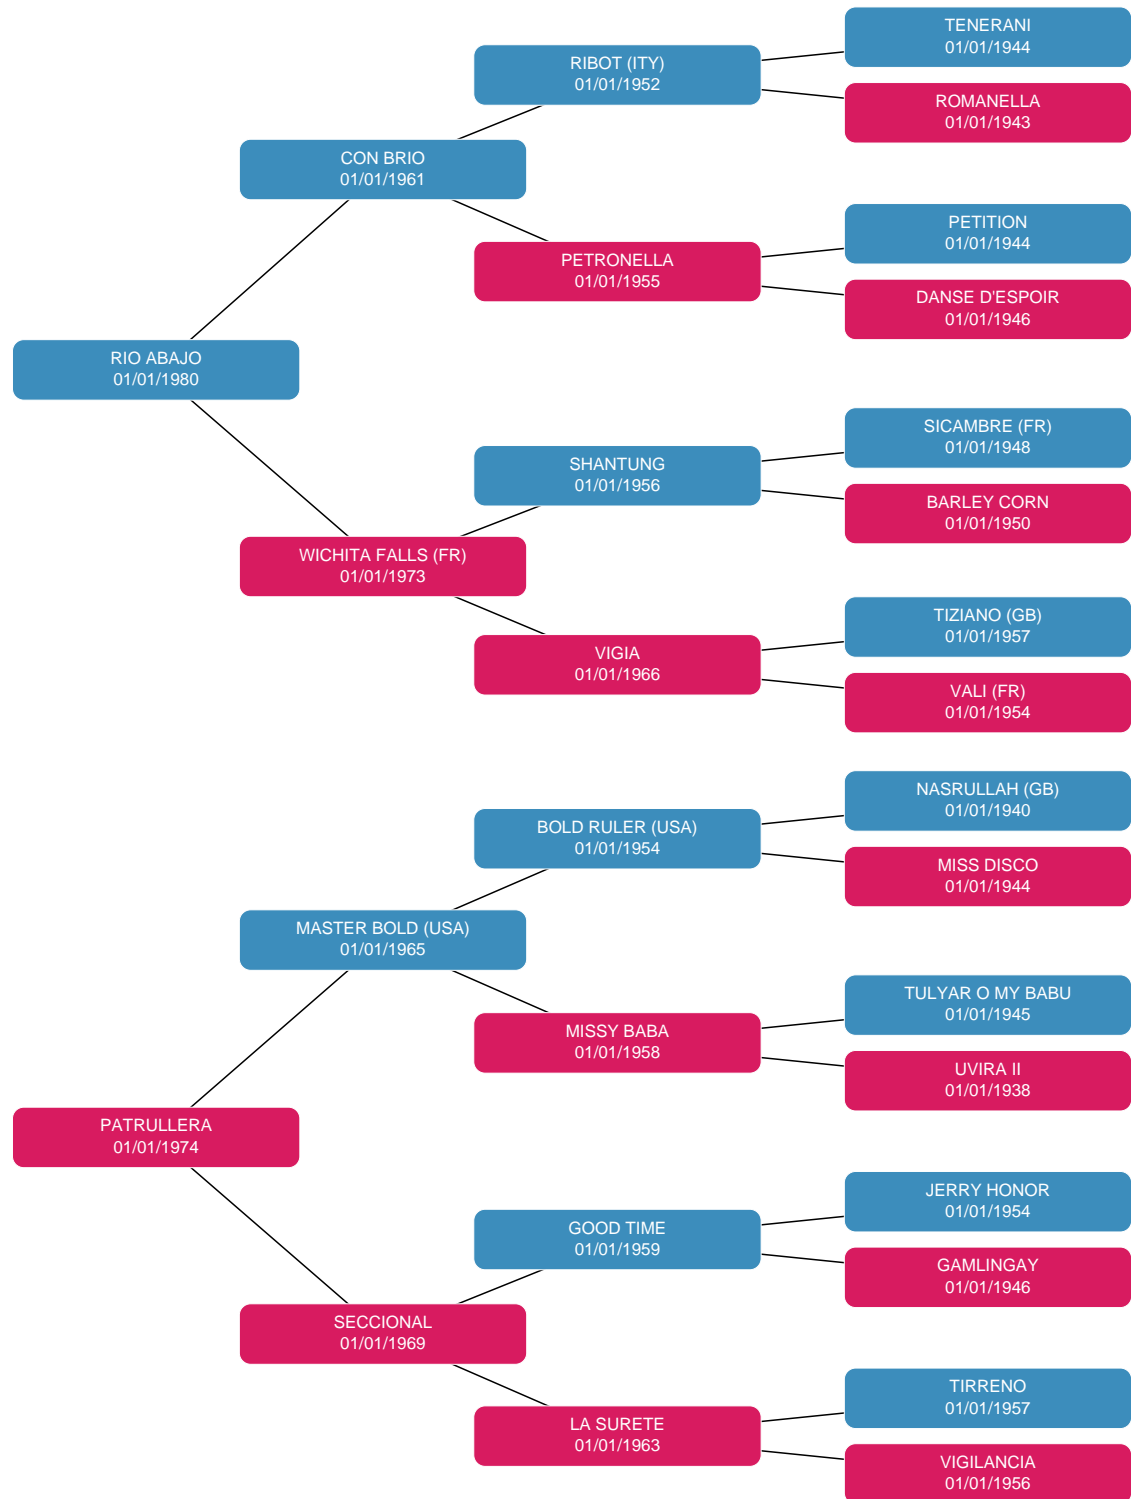 TENERANI
01/01/1944
RIBOT (ITY)
01/01/1952
ROMANELLA
01/01/1943
CON BRIO
01/01/1961
PETITION
01/01/1944
PETRONELLA
01/01/1955
DANSE D'ESPOIR
01/01/1946
RIO ABAJO
01/01/1980
SICAMBRE (FR)
01/01/1948
SHANTUNG
01/01/1956
BARLEY CORN
01/01/1950
WICHITA FALLS (FR)
01/01/1973
TIZIANO (GB)
01/01/1957
VIGIA
01/01/1966
VALI (FR)
01/01/1954
NASRULLAH (GB)
01/01/1940
BOLD RULER (USA)
01/01/1954
MISS DISCO
01/01/1944
MASTER BOLD (USA)
01/01/1965
TULYAR O MY BABU
01/01/1945
MISSY BABA
01/01/1958
UVIRA II
01/01/1938
PATRULLERA
01/01/1974
JERRY HONOR
01/01/1954
GOOD TIME
01/01/1959
GAMLINGAY
01/01/1946
SECCIONAL
01/01/1969
TIRRENO
01/01/1957
LA SURETE
01/01/1963
VIGILANCIA
01/01/1956